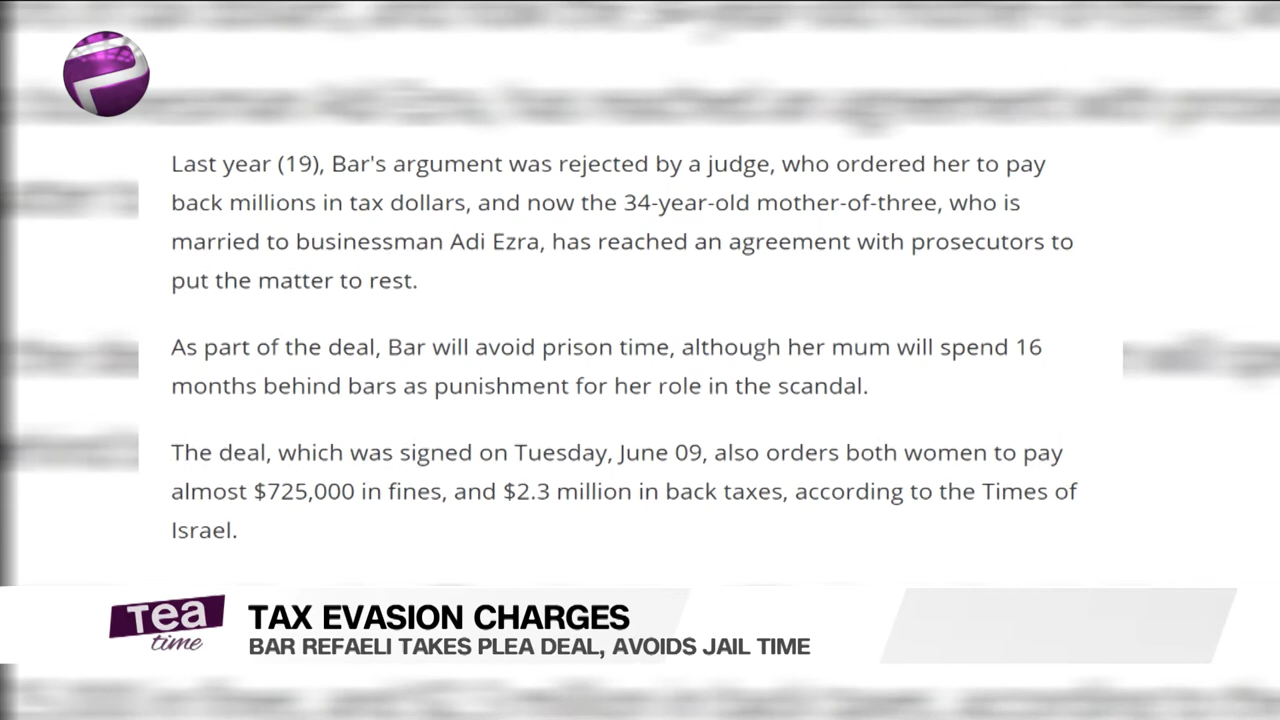 Last year (19), Bar's argument was rejected by a judge, who ordered her to pay
back millions in tax dollars, and now the 34-year-old mother-of-three, who is
married to businessman Adi Ezra, has reached an agreement with prosecutors to
put the matter to rest.
As part of the deal, Bar will avoid prison time, although her mum will spend 16
months behind bars as punishment for her role in the scandal.
The deal, which was signed on Tuesday, June 09, also orders both women to pay
almost $725,000 in fines, and $2.3 million in back taxes, according to the Times of
Israel.
Tea
time
TAX EVASION CHARGES
BAR REFAELI TAKES PLEA DEAL, AVOIDS JAIL TIME